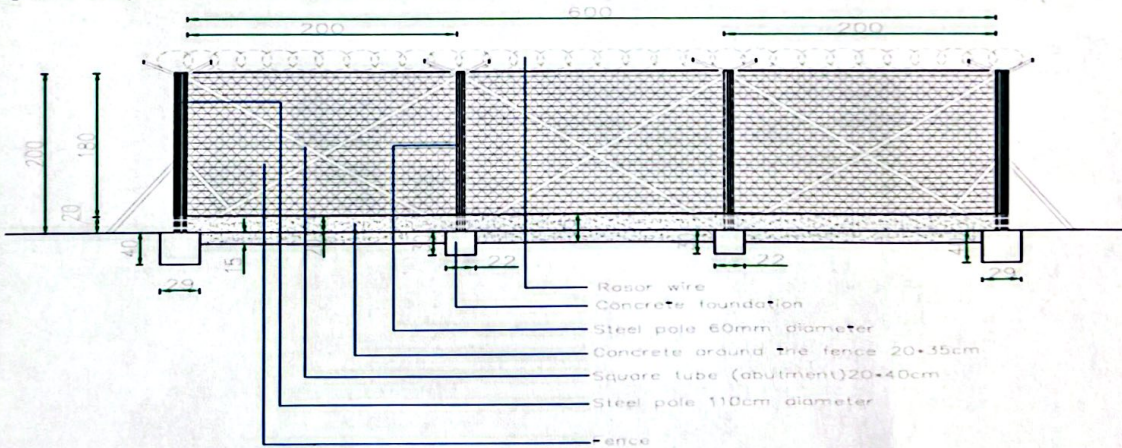 600
200
200
200
180
20
40
15
22
22
29
29
Rasor wire
Concrete foundation
Steel pole 60mm diameter
Concrete around the fence 20*35cm
Square tube (abutment)20*40cm
Steel pole 110cm diameter
Fence